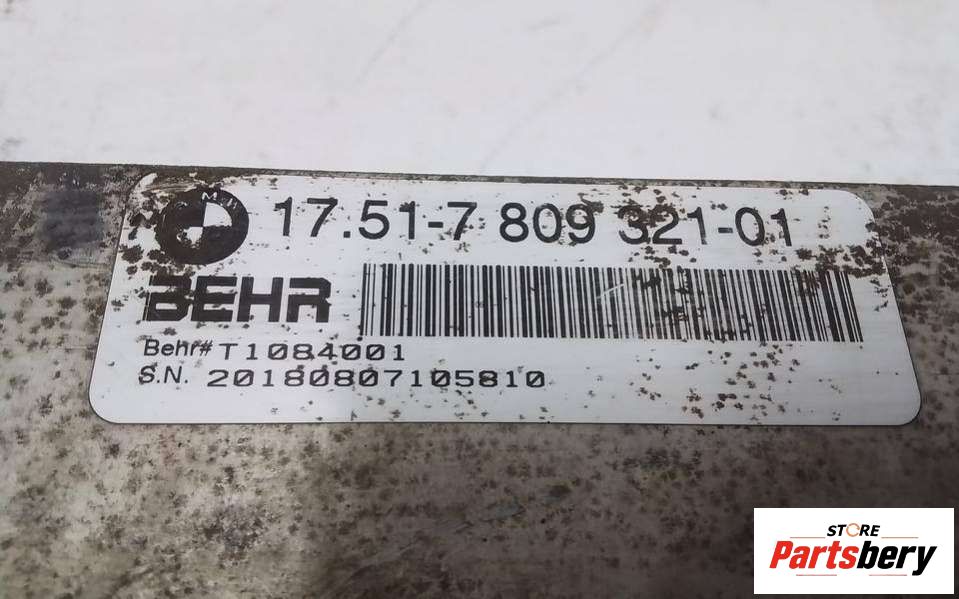 17.51-7 809 321-01
BEHR
Behr# T1084001
S.N. 20180807105810
STORE
Partsbery